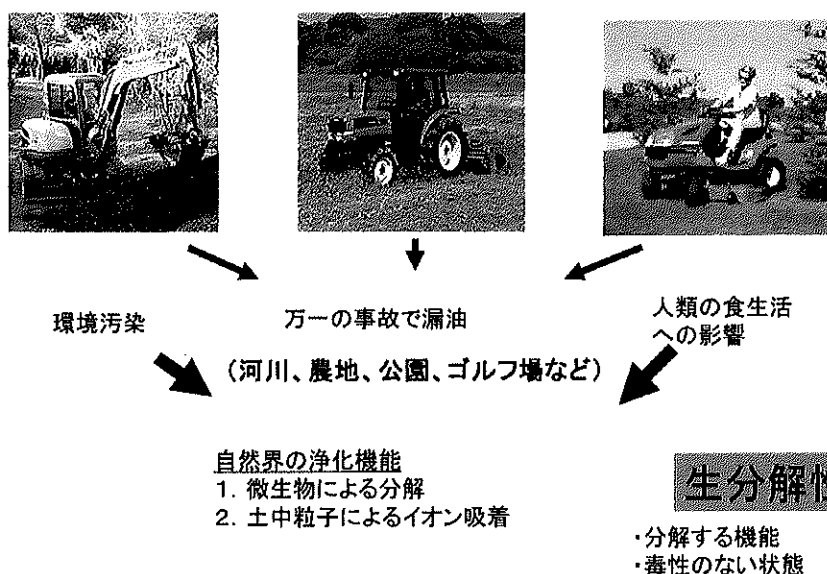 環境汚染
万一の事故で漏油
人類の食生活
への影響
（河川、農地、公園、ゴルフ場など）
自然界の浄化機能
1. 微生物による分解
2. 土中粒子によるイオン吸着
生分解性
・分解する機能
・毒性のない状態